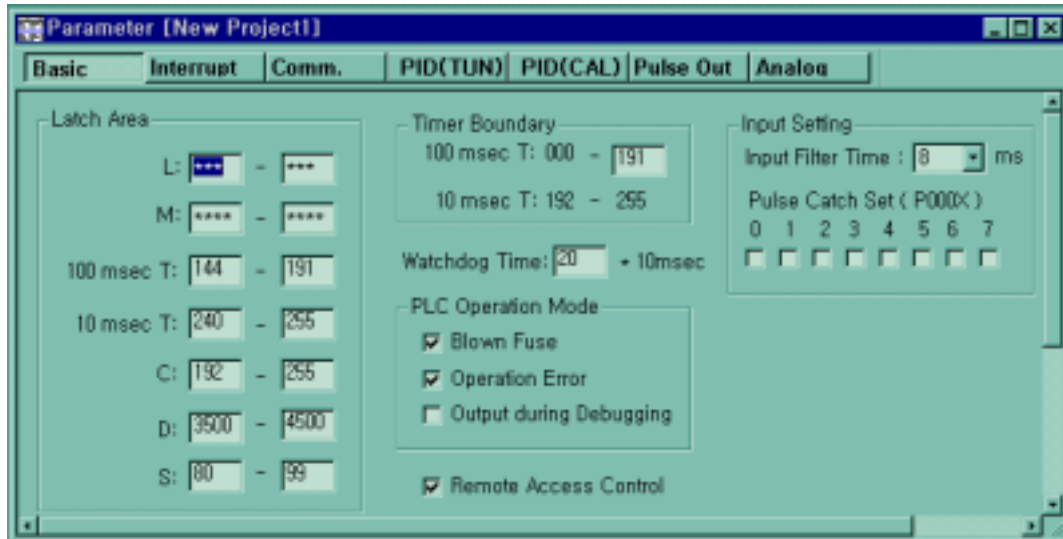 Parameter [New Project1]
Basic Interrupt Comm. PID(TUN) PID(CAL) Pulse Out Analog
Latch Area
L: *** - ***
M: **** - ****
100 msec T: 144 - 191
10 msec T: 240 - 255
C: 192 - 255
D: 3500 - 4500
S: 80 - 99
Timer Boundary
100 msec T: 000 - 191
10 msec T: 192 - 255
Watchdog Time: 20 * 10msec
PLC Operation Mode
Blown Fuse
Operation Error
Output during Debugging
Remote Access Control
Input Setting
Input Filter Time : 8 ms
Pulse Catch Set ( P000X )
0 1 2 3 4 5 6 7